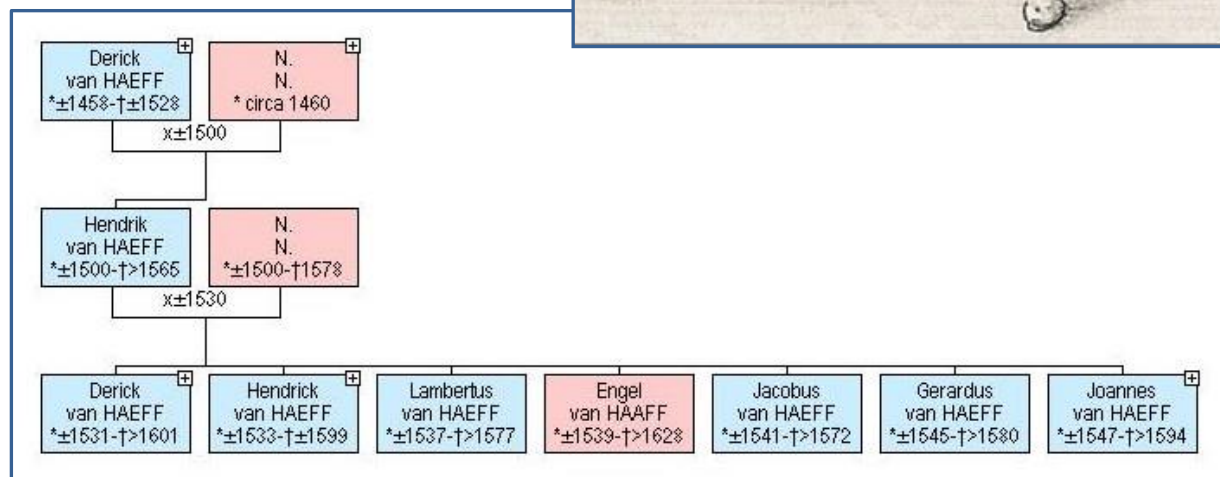 Derick
van HAEFF
*±1458-†±1528
N.
N.
* circa 1460
x±1500
Hendrik
van HAEFF
*±1500-†>1565
N.
N.
*±1500-†1578
x±1530
Derick
van HAEFF
*±1531-†>1601
Hendrick
van HAEFF
*±1533-†±1599
Lambertus
van HAEFF
*±1537-†>1577
Engel
van HAAFF
*±1539-†>1628
Jacobus
van HAEFF
*±1541-†>1572
Gerardus
van HAEFF
*±1545-†>1580
Joannes
van HAEFF
*±1547-†>1594